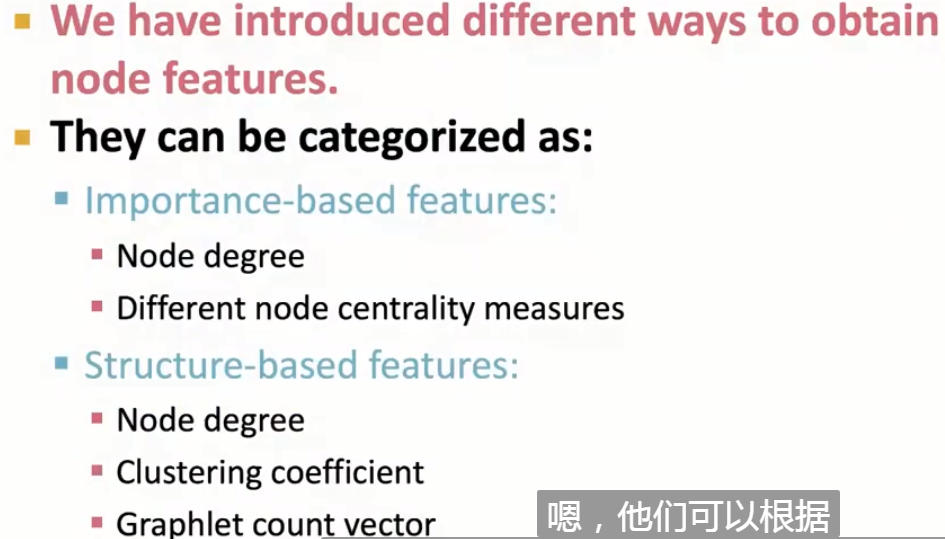 We have introduced different ways to obtain
node features.
They can be categorized as:
Importance-based features:
Node degree
Different node centrality measures
Structure-based features:
Node degree
Clustering coefficient
Graphlet count vector
嗯，他们可以根据